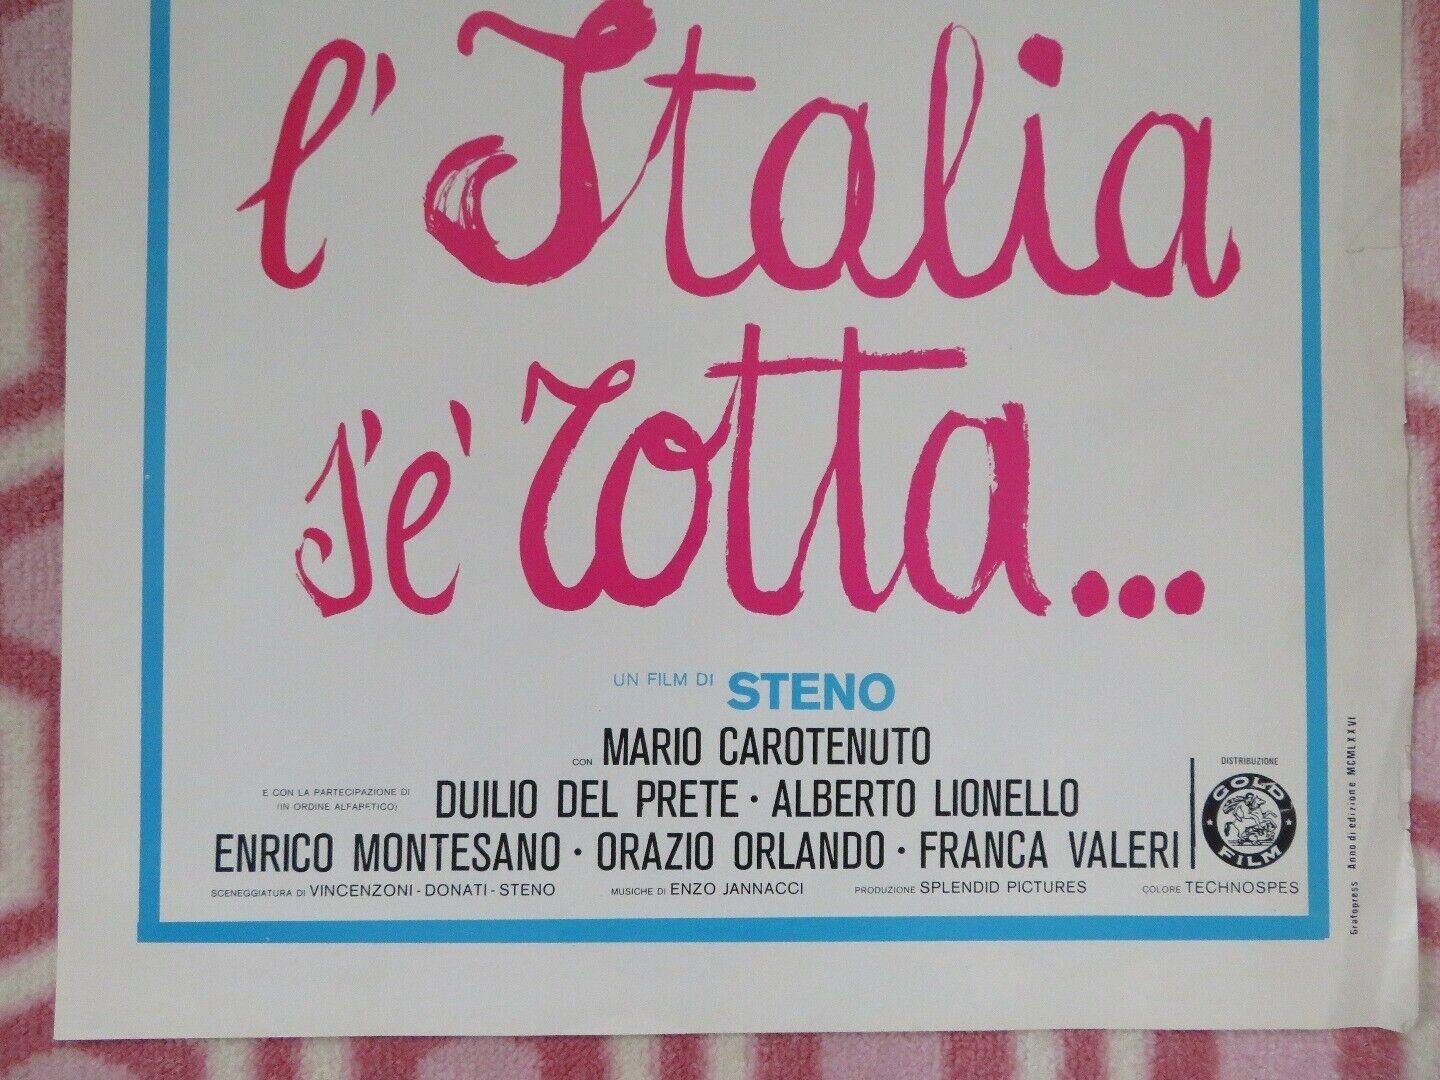 l'Italia
s'e' rotta...
UN FILM DI STENO
CON MARIO CAROTENUTO
E CON LA PARTECIPAZIONE DI
(IN ORDINE ALFABETICO)
DUILIO DEL PRETE · ALBERTO LIONELLO
ENRICO MONTESANO · ORAZIO ORLANDO · FRANCA VALERI
DISTRIBUZIONE
COLD
FILM
SCENEGGIATURA DI VINCENZONI - DONATI - STENO
MUSICHE DI ENZO JANNACCI
PRODUZIONE SPLENDID PICTURES
COLORE TECHNOSPES
Grafopress Anno di edizione MCMLXXVI